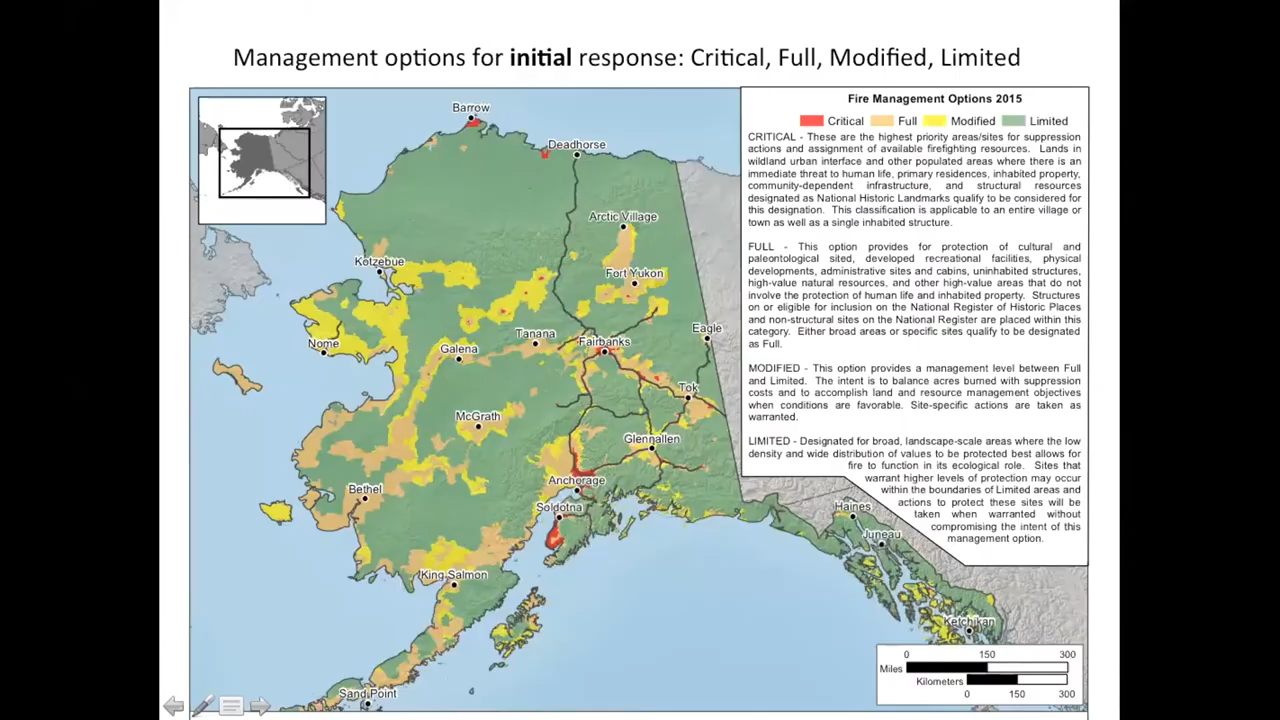 Management options for initial response: Critical, Full, Modified, Limited
Fire Management Options 2015
Critical Full Modified Limited
CRITICAL - These are the highest priority areas/sites for suppression
actions and assignment of available firefighting resources. Lands in
wildland urban interface and other populated areas where there is an
immediate threat to human life, primary residences, inhabited property,
community-dependent infrastructure, and structural resources
designated as National Historic Landmarks qualify to be considered for
this designation. This classification is applicable to an entire village or
town as well as a single inhabited structure.
FULL - This option provides for protection of cultural and
paleontological sited, developed recreational facilities, physical
developments, administrative sites and cabins, uninhabited structures,
high-value natural resources, and other high-value areas that do not
involve the protection of human life and inhabited property. Structures
on or eligible for inclusion on the National Register of Historic Places
and non-structural sites on the National Register are placed within this
category. Either broad areas or specific sites qualify to be designated
as Full.
MODIFIED - This option provides a management level between Full
and Limited. The intent is to balance acres burned with suppression
costs and to accomplish land and resource management objectives
when conditions are favorable. Site-specific actions are taken as
warranted.
LIMITED - Designated for broad, landscape-scale areas where the low
density and wide distribution of values to be protected best allows for
fire to function in its ecological role. Sites that
warrant higher levels of protection may occur
within the boundaries of Limited areas and
actions to protect these sites will be
taken when warranted without
compromising the intent of this
management option.
Barrow
Deadhorse
Arctic Village
Kotzebue
Fort Yukon
Eagle
Tanana
Fairbanks
Nome
Galena
Tok
McGrath
Glennallen
Anchorage
Bethel
Soldotna
Haines
Juneau
King Salmon
Ketchikan
Sand Point
0 150 300
Miles
Kilometers
0 150 300